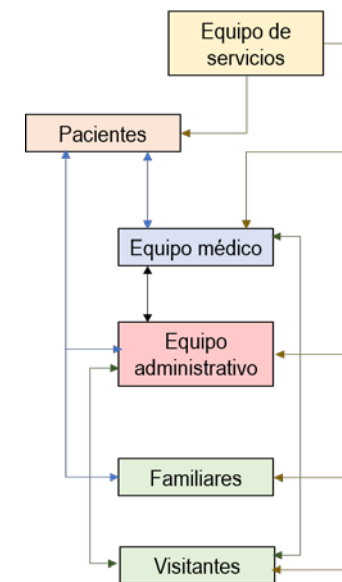 Equipo de
servicios
Pacientes
Equipo médico
Equipo
administrativo
Familiares
Visitantes